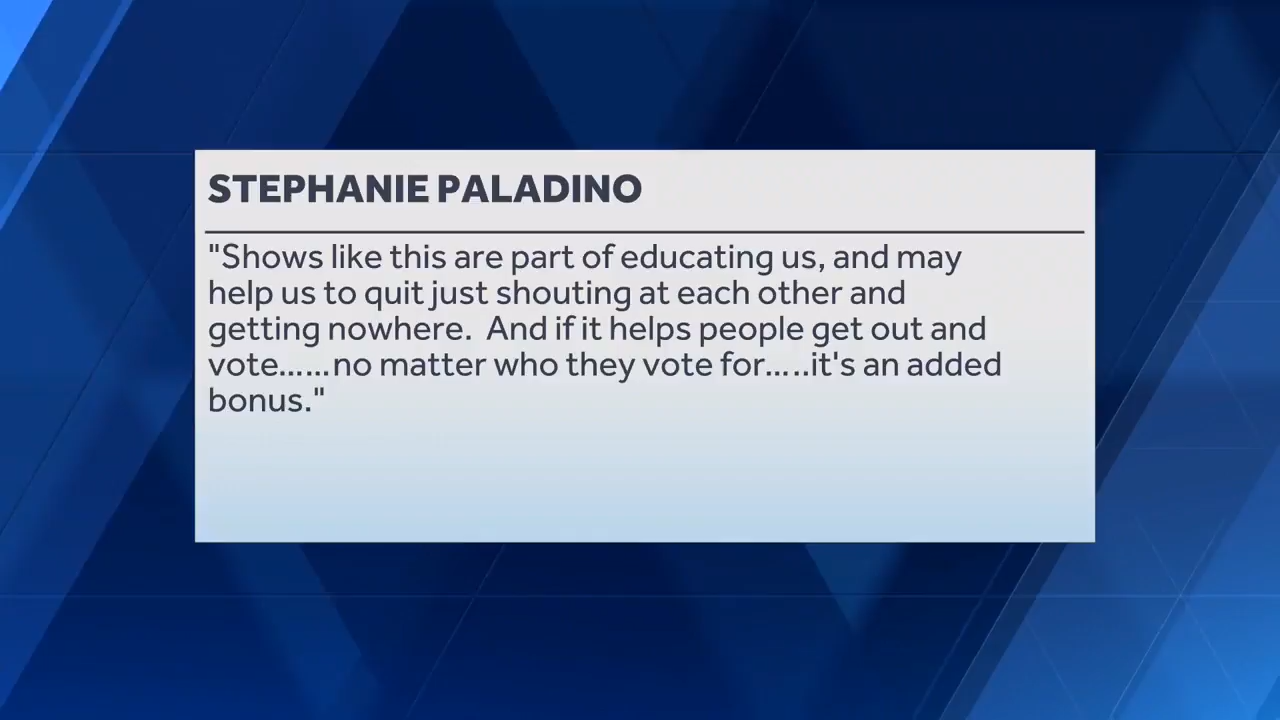 STEPHANIE PALADINO
"Shows like this are part of educating us, and may
help us to quit just shouting at each other and
getting nowhere.  And if it helps people get out and
vote......no matter who they vote for.....it's an added
bonus."